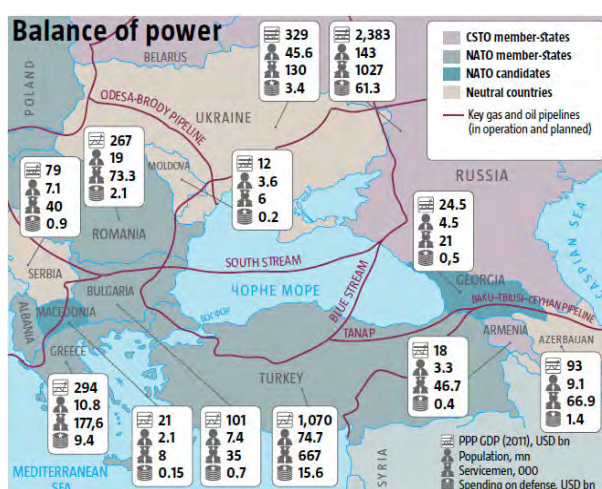 Balance of power
CSTO member-states
NATO member-states
NATO candidates
Neutral countries
Key gas and oil pipelines
(in operation and planned)
POLAND
BELARUS
329
45.6
130
3.4
2,383
143
1027
61.3
ODESA-BRODY PIPELINE
UKRAINE
267
19
73.3
2.1
MOLDOVA
12
3.6
6
0.2
79
7.1
40
0.9
RUSSIA
24.5
4.5
21
0,5
ROMANIA
CASPIAN SEA
SERBIA
SOUTH STREAM
BLUE STREAM
GEORGIA
BULGARIA
ЧОРНЕ МОРЕ
BAKU-TBILISI-CEYHAN PIPELINE
MACEDONIA
ALBANIA
БОСФОР
TANAP
ARMENIA
AZERBAIJAN
GREECE
18
3.3
46.7
0.4
93
9.1
66.9
1.4
TURKEY
294
10.8
177,6
9.4
21
2.1
8
0.15
101
7.4
35
0.7
1,070
74.7
667
15.6
SYRIA
MEDITERRANEAN
SEA
PPP GDP (2011), USD bn
Population, mn
Servicemen, 000
Spending on defense, USD bn